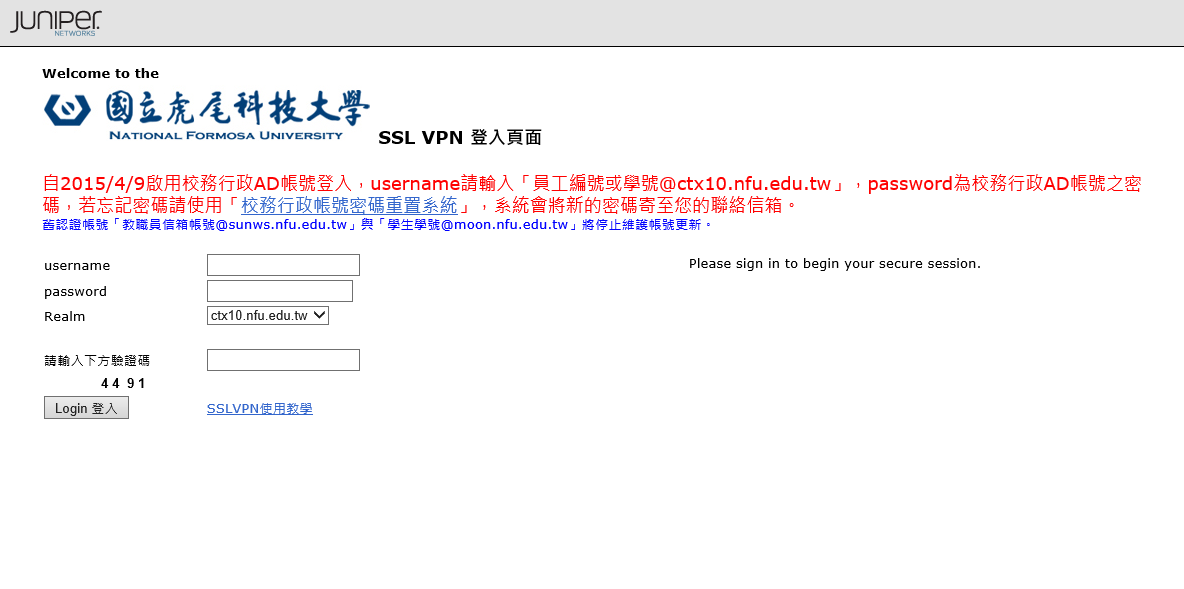 JUNIPER
NETWORKS
Welcome to the
國立虎尾科技大學
NATIONAL FORMOSA UNIVERSITY
SSL VPN 登入頁面
自2015/4/9啟用校務行政AD帳號登入，username請輸入「員工編號或學號@ctx10.nfu.edu.tw」，password為校務行政AD帳號之密
碼，若忘記密碼請使用「校務行政帳號密碼重置系統」，系統會將新的密碼寄至您的聯絡信箱。
舊認證帳號「教職員信箱帳號@sunws.nfu.edu.tw」與「學生學號@moon.nfu.edu.tw」將停止維護帳號更新。
username
Please sign in to begin your secure session.
password
Realm
ctx10.nfu.edu.tw
請輸入下方驗證碼
4 4 9 1
Login 登入
SSLVPN使用教學